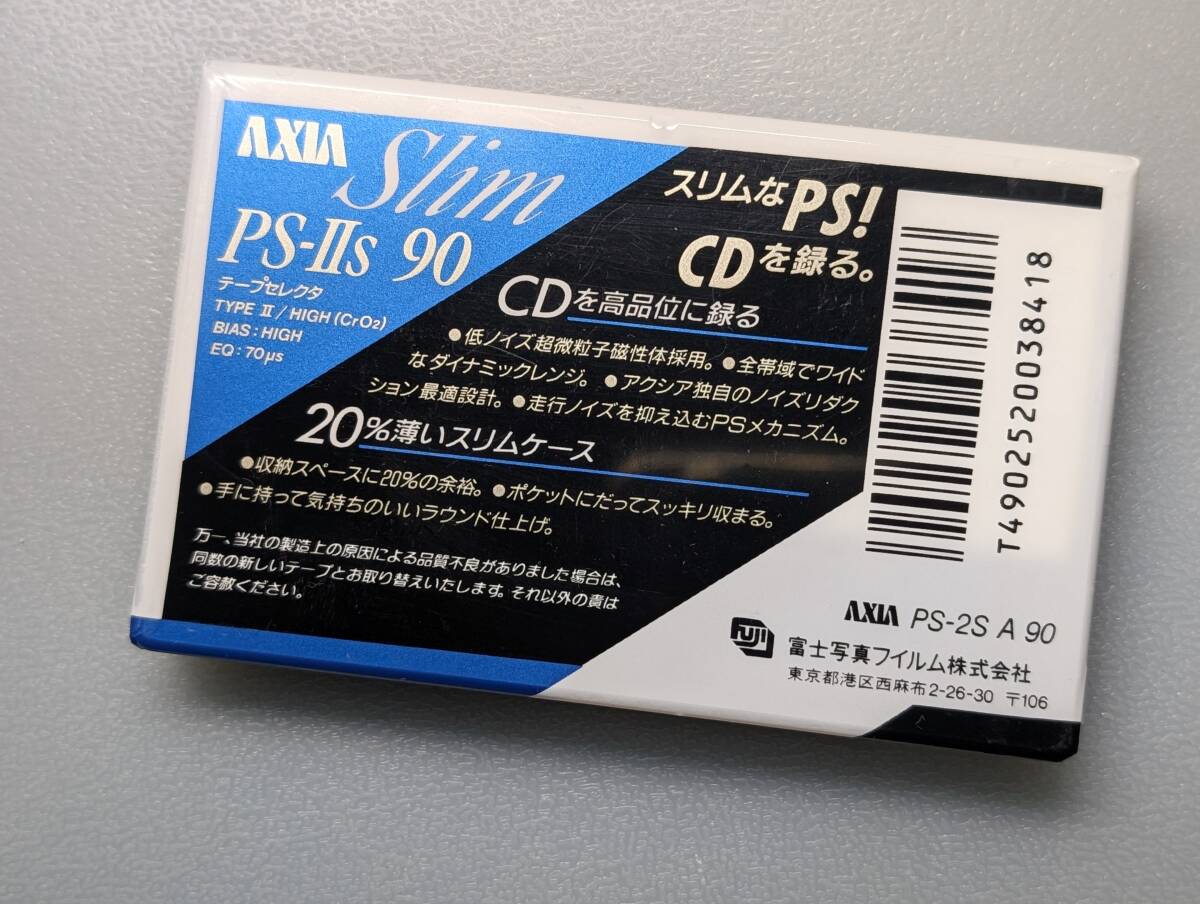 AXIA Slim
PS-IIs 90
テープセレクタ
TYPE II/HIGH (CrO2)
BIAS : HIGH
EQ : 70μs
スリムなPS!
CDを録る。
CDを高品位に録る
●低ノイズ超微粒子磁性体採用。●全帯域でワイド
なダイナミックレンジ。●アクシア独自のノイズリダク
ション最適設計。●走行ノイズを抑え込むPSメカニズム。
20%薄いスリムケース
●収納スペースに20%の余裕。●ポケットにだってスッキリ収まる。
●手に持って気持ちのいいラウンド仕上げ。
万一、当社の製造上の原因による品質不良がありました場合は、
同数の新しいテープとお取り替えいたします。それ以外の責は
ご容赦ください。
T4902520038418
AXIA PS-2S A 90
FUJI 富士写真フイルム株式会社
東京都港区西麻布2-26-30 〒106